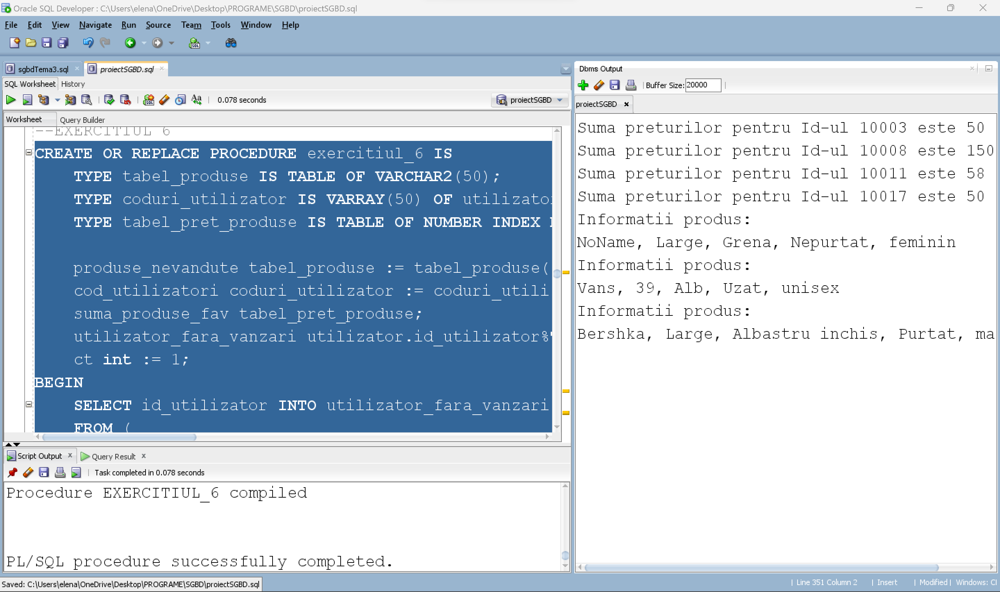 Oracle SQL Developer : C:\Users\elena\OneDrive\Desktop\PROGRAME\SGBD\proiectSGBD.sql
File Edit View Navigate Run Source Team Tools Window Help
sgbdTema3.sql proiectSGBD.sql
SQL Worksheet History
0.078 seconds
proiectSGBD
Worksheet Query Builder
--EXERCITIUL 6
CREATE OR REPLACE PROCEDURE exercitiul_6 IS
TYPE tabel_produse IS TABLE OF VARCHAR2(50);
TYPE coduri_utilizator IS VARRAY(50) OF utilizato
TYPE tabel_pret_produse IS TABLE OF NUMBER INDEX
produse_nevandute tabel_produse := tabel_produse(
cod_utilizatori coduri_utilizator := coduri_utili
suma_produse_fav tabel_pret_produse;
utilizator_fara_vanzari utilizator.id_utilizator%
ct int := 1;
BEGIN
SELECT id_utilizator INTO utilizator_fara_vanzari
FROM (
Script Output Query Result
Task completed in 0.078 seconds
Procedure EXERCITIUL_6 compiled
PL/SQL procedure successfully completed.
Dbms Output
Buffer Size: 20000
proiectSGBD
Suma preturilor pentru Id-ul 10003 este 50
Suma preturilor pentru Id-ul 10008 este 150
Suma preturilor pentru Id-ul 10011 este 58
Suma preturilor pentru Id-ul 10017 este 50
Informatii produs:
NoName, Large, Grena, Nepurtat, feminin
Informatii produs:
Vans, 39, Alb, Uzat, unisex
Informatii produs:
Bershka, Large, Albastru inchis, Purtat, ma
Saved: C:\Users\elena\OneDrive\Desktop\PROGRAME\SGBD\proiectSGBD.sql
| Line 351 Column 2 | Insert | Modified | Windows: Cl